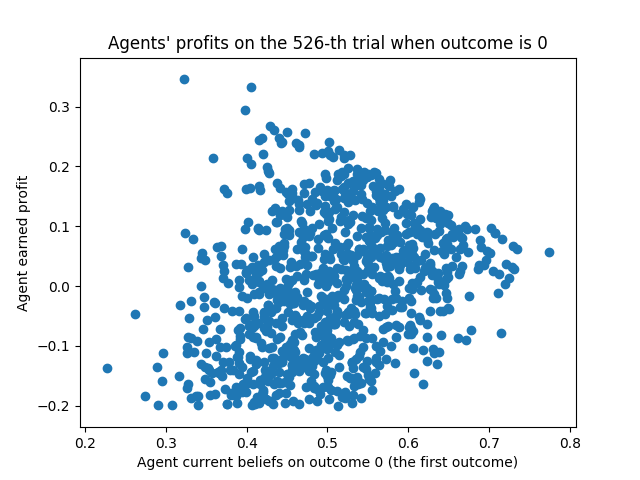 Agents' profits on the 526-th trial when outcome is 0
Agent earned profit
0.3
0.2
0.1
0.0
−0.1
−0.2
0.2 0.3 0.4 0.5 0.6 0.7 0.8
Agent current beliefs on outcome 0 (the first outcome)